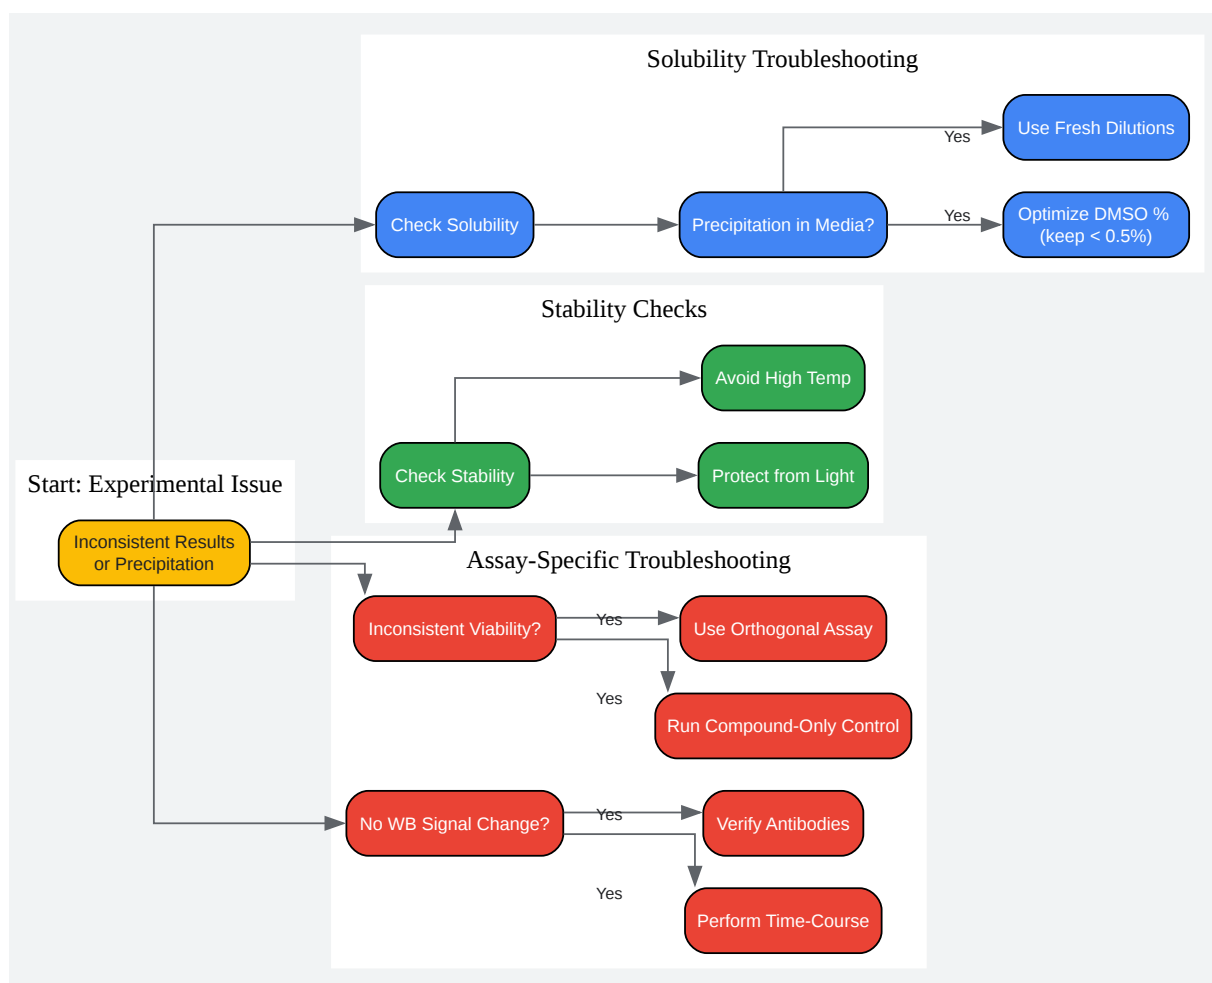 Solubility Troubleshooting
Use Fresh Dilutions
Yes
Check Solubility
Precipitation in Media?
Yes
Optimize DMSO %
(keep < 0.5%)
Stability Checks
Avoid High Temp
Check Stability
Protect from Light
Start: Experimental Issue
Inconsistent Results
or Precipitation
Assay-Specific Troubleshooting
Inconsistent Viability?
Yes
Use Orthogonal Assay
Yes
Run Compound-Only Control
No WB Signal Change?
Yes
Verify Antibodies
Yes
Perform Time-Course